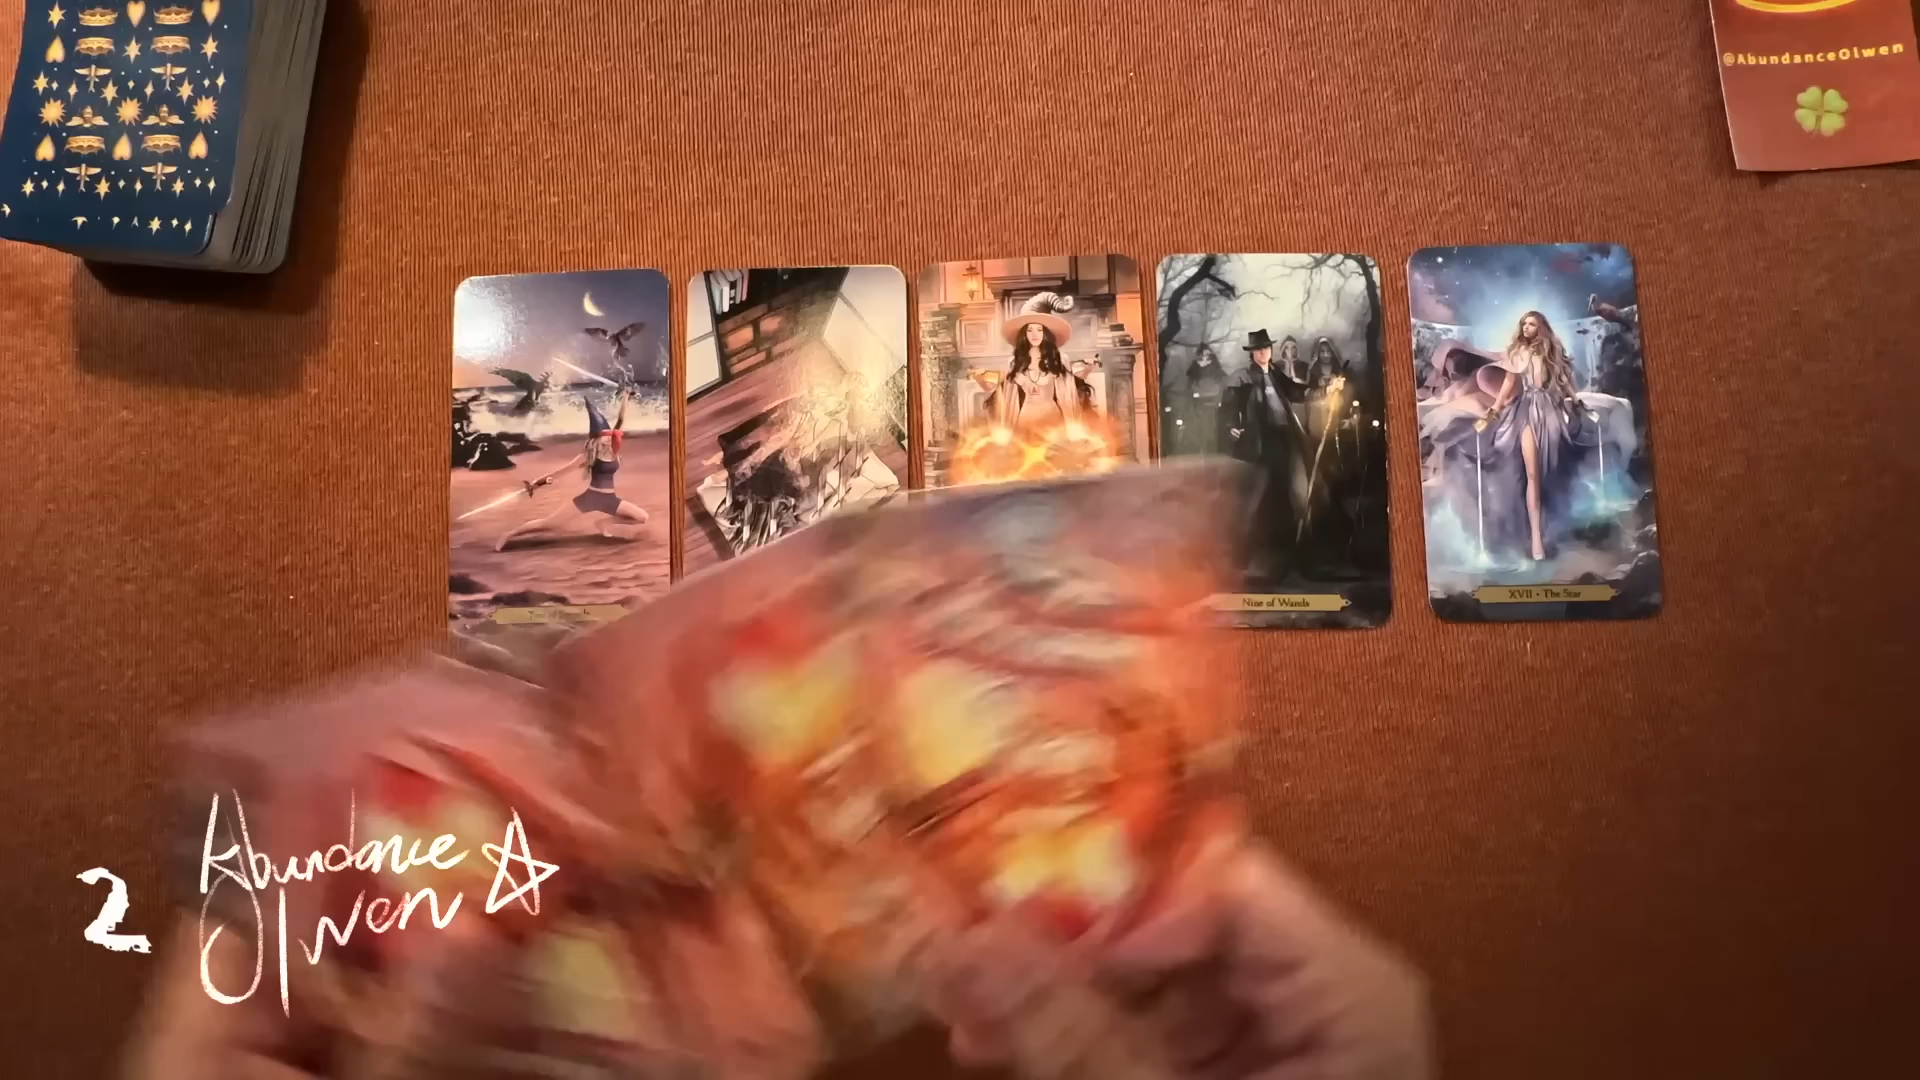 @AbundanceOlwen
Nine of Wands
XVII • The Star
2
Abundance
Olwen